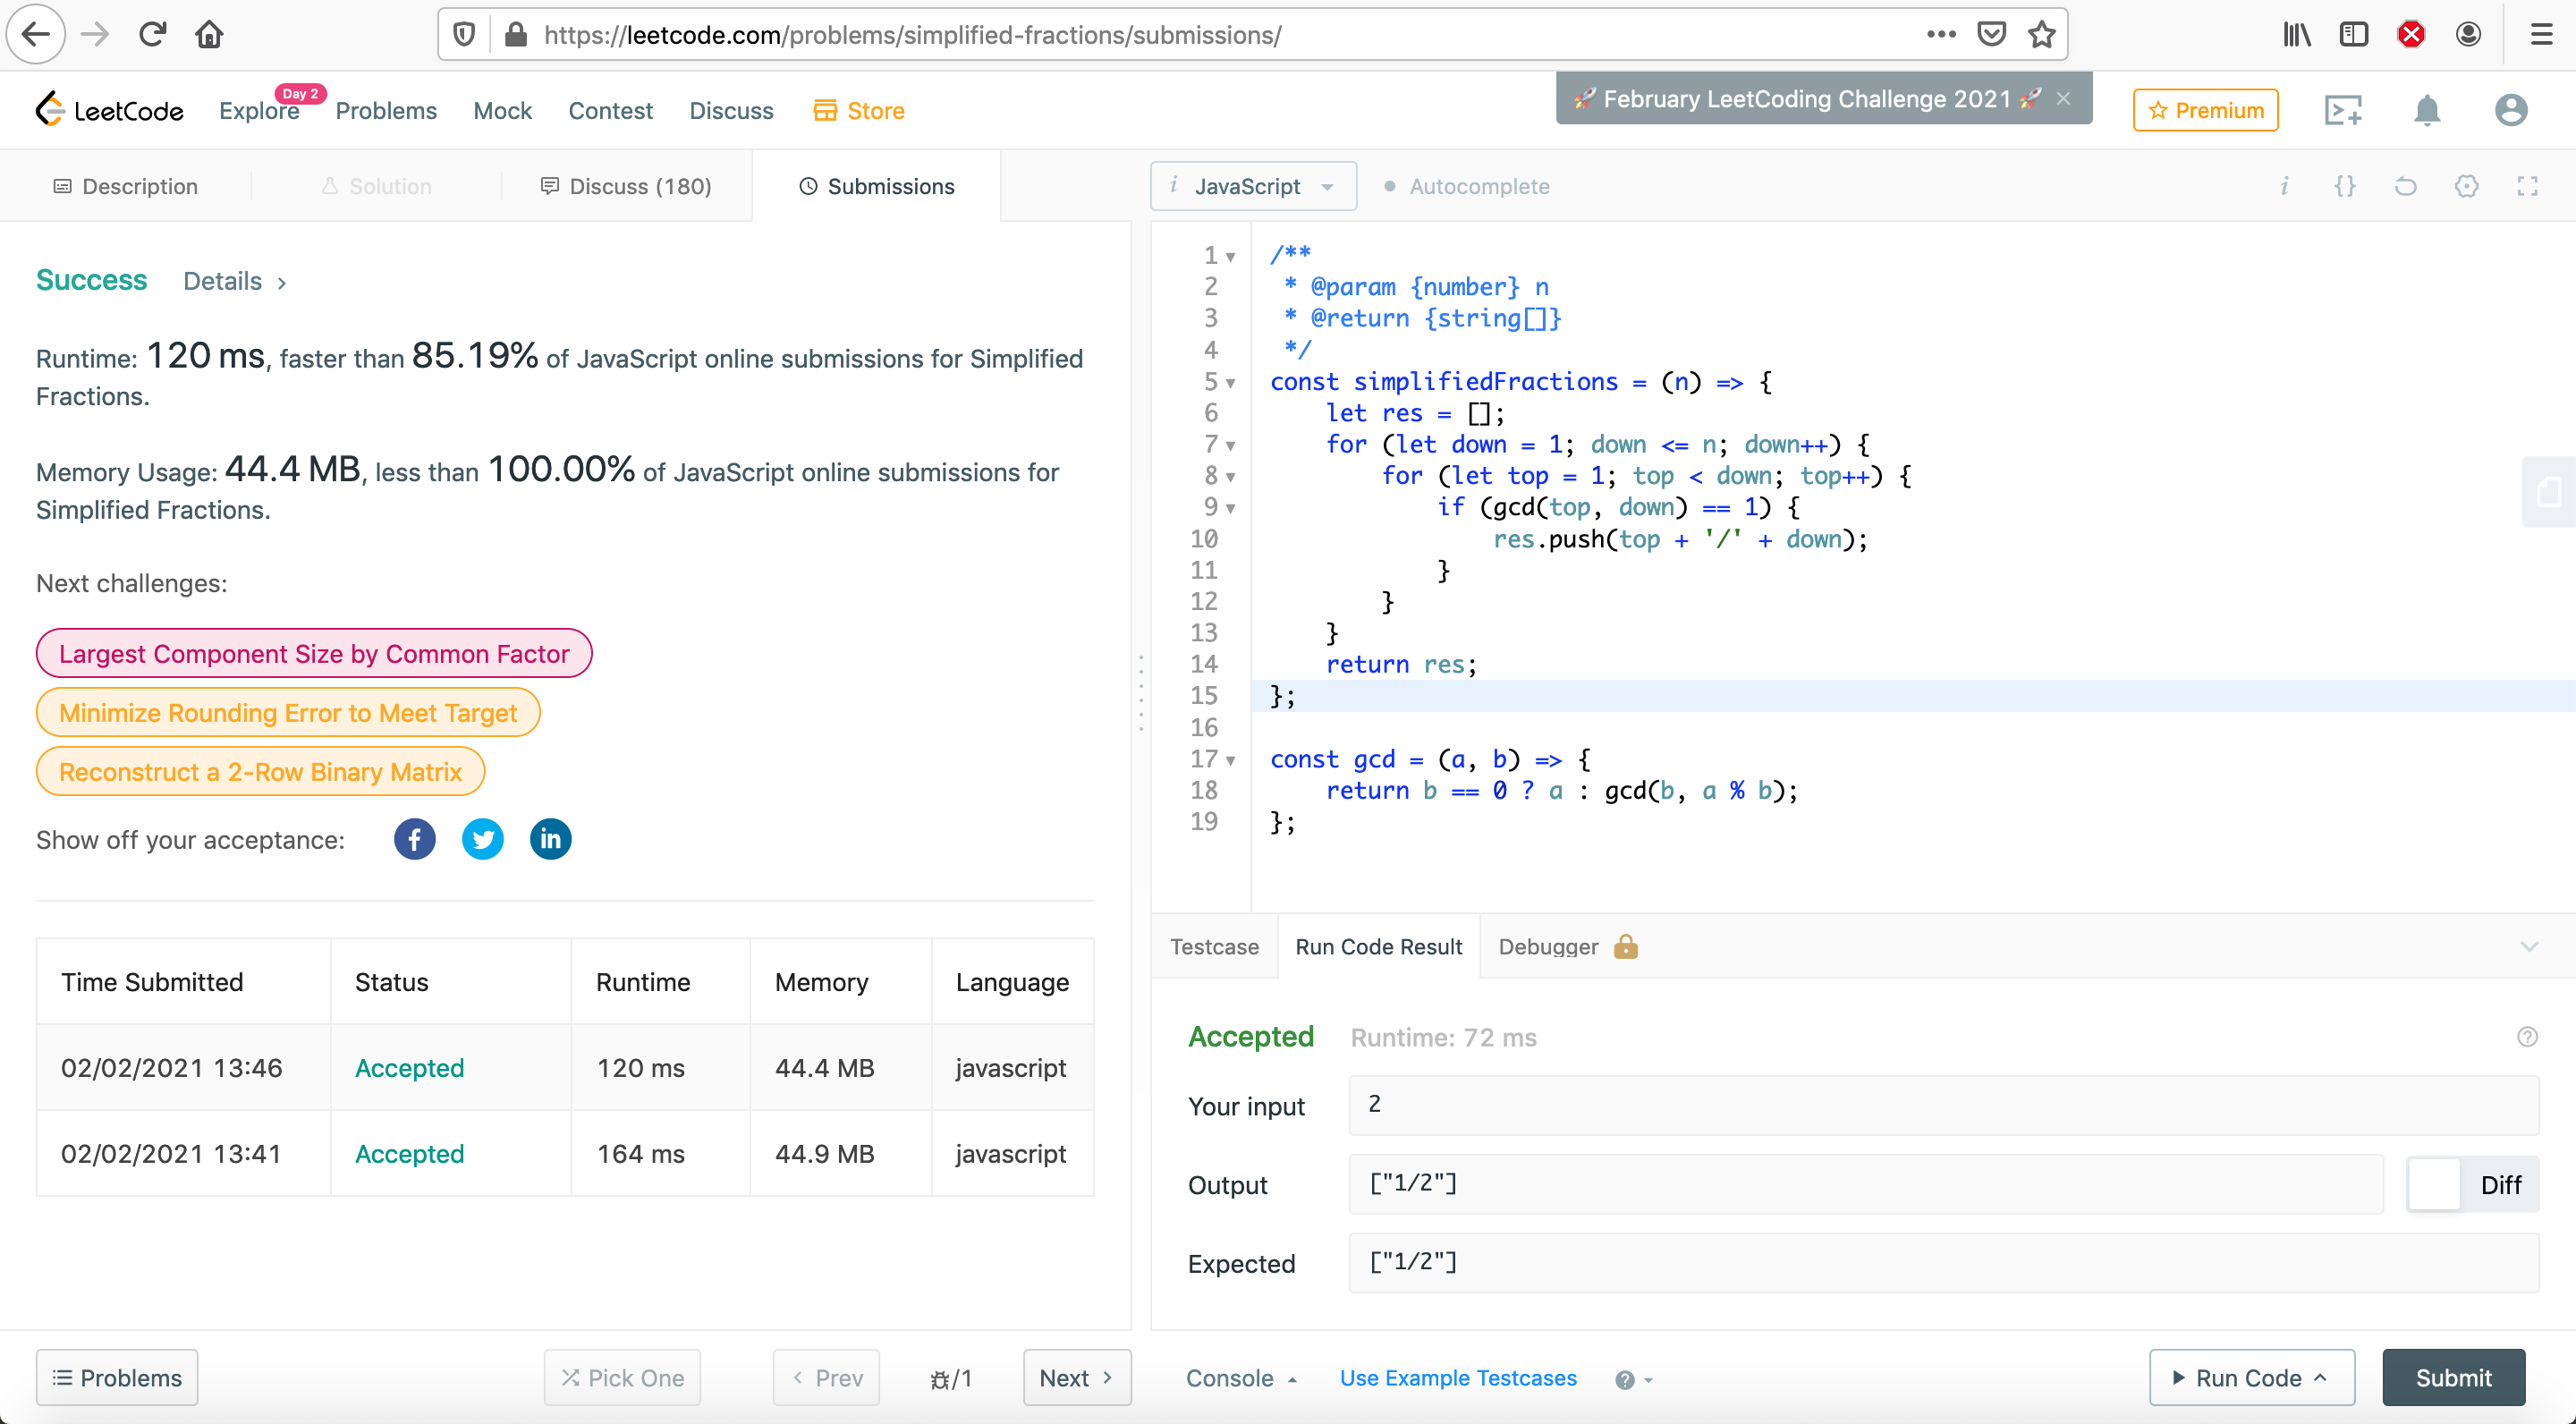 https://leetcode.com/problems/simplified-fractions/submissions/
LeetCode Explore Day 2 Problems Mock Contest Discuss Store
🚀 February LeetCoding Challenge 2021 🚀 ×
Premium
Description Solution Discuss (180) Submissions
i JavaScript Autocomplete
Success Details >
Runtime: 120 ms, faster than 85.19% of JavaScript online submissions for Simplified
Fractions.
Memory Usage: 44.4 MB, less than 100.00% of JavaScript online submissions for
Simplified Fractions.
Next challenges:
Largest Component Size by Common Factor
Minimize Rounding Error to Meet Target
Reconstruct a 2-Row Binary Matrix
Show off your acceptance:
Time Submitted Status Runtime Memory Language
02/02/2021 13:46 Accepted 120 ms 44.4 MB javascript
02/02/2021 13:41 Accepted 164 ms 44.9 MB javascript
1 /**
2 * @param {number} n
3 * @return {string[]}
4 */
5 const simplifiedFractions = (n) => {
6 let res = [];
7 for (let down = 1; down <= n; down++) {
8 for (let top = 1; top < down; top++) {
9 if (gcd(top, down) == 1) {
10 res.push(top + '/' + down);
11 }
12 }
13 }
14 return res;
15 };
16
17 const gcd = (a, b) => {
18 return b == 0 ? a : gcd(b, a % b);
19 };
Testcase Run Code Result Debugger
Accepted Runtime: 72 ms
Your input 2
Output ["1/2"] Diff
Expected ["1/2"]
Problems Pick One < Prev /1 Next > Console Use Example Testcases Run Code Submit